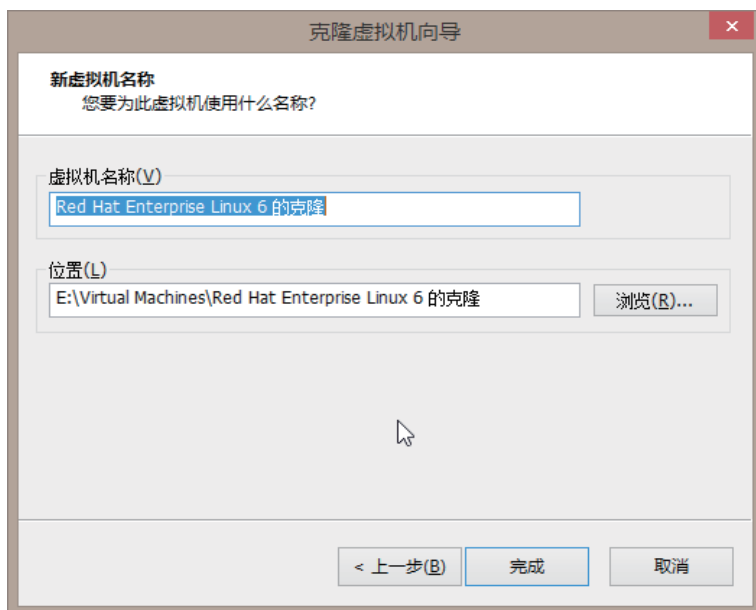 克隆虚拟机向导
新虚拟机名称
您要为此虚拟机使用什么名称?
虚拟机名称(V)
Red Hat Enterprise Linux 6 的克隆
位置(L)
E:\Virtual Machines\Red Hat Enterprise Linux 6 的克隆
浏览(R)...
< 上一步(B)
完成
取消